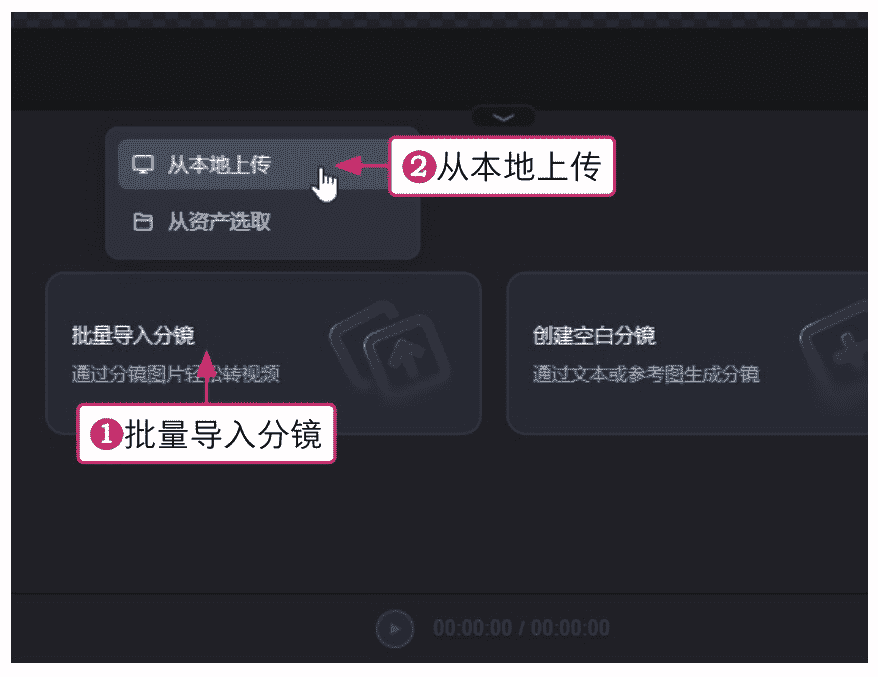 从本地上传
❷从本地上传
从资产选取
批量导入分镜
通过分镜图片轻松转视频
❶批量导入分镜
创建空白分镜
通过文本或参考图生成分镜
00:00:00 / 00:00:00